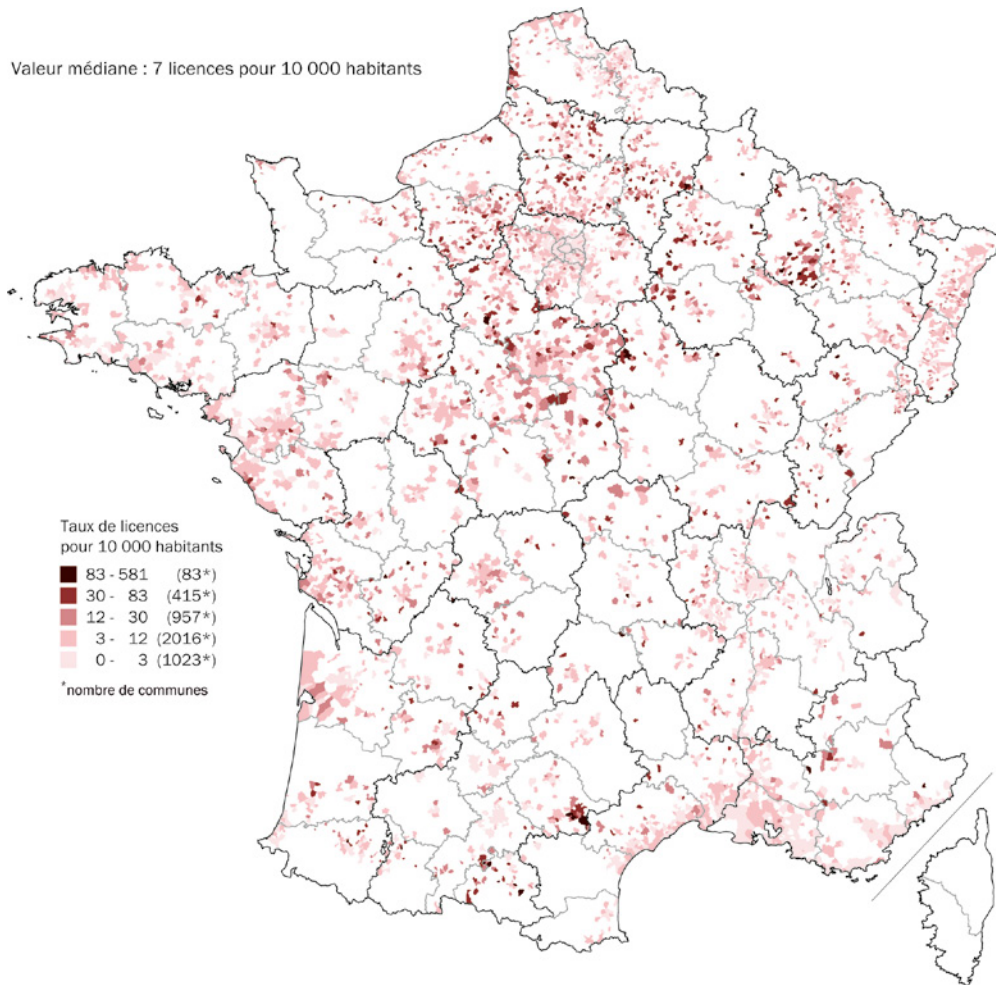 Valeur médiane : 7 licences pour 10 000 habitants
Taux de licences
pour 10 000 habitants
83 - 581 (83*)
30 - 83 (415*)
12 - 30 (957*)
3 - 12 (2016*)
0 - 3 (1023*)
*nombre de communes